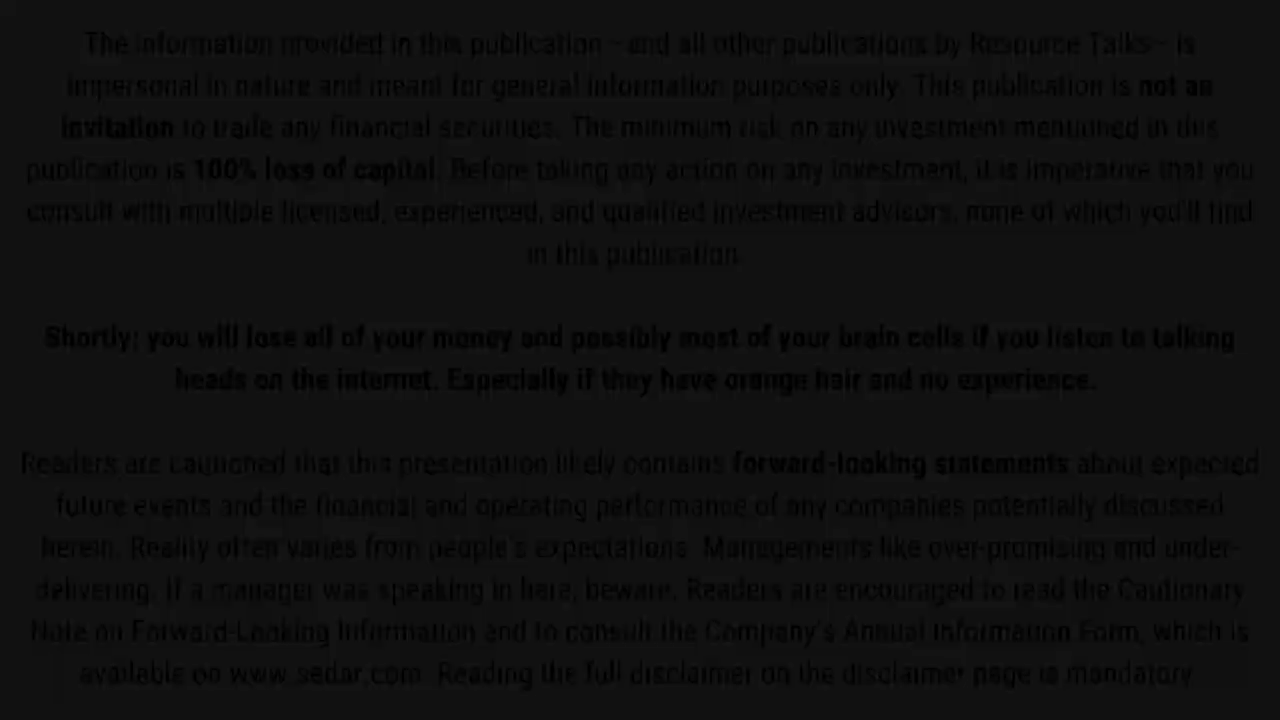 The information provided in this publication –and all other publications by Resource Talks– is
impersonal in nature and meant for general information purposes only. This publication is not an
invitation to trade any financial securities. The minimum risk on any investment mentioned in this
publication is 100% loss of capital. Before taking any action on any investment, it is imperative that you
consult with multiple licensed, experienced, and qualified investment advisors, none of which you'll find
in this publication.
Shortly; you will lose all of your money and possibly most of your brain cells if you listen to talking
heads on the internet. Especially if they have orange hair and no experience.
Readers are cautioned that this presentation likely contains forward-looking statements about expected
future events and the financial and operating performance of any companies potentially discussed
herein. Reality often varies from people's expectations. Managements like over-promising and under-
delivering. If a manager was speaking in here, beware. Readers are encouraged to read the Cautionary
Note on Forward-Looking Information and to consult the Company's Annual Information Form, which is
available on www.sedar.com. Reading the full disclaimer on the disclaimer page is mandatory.